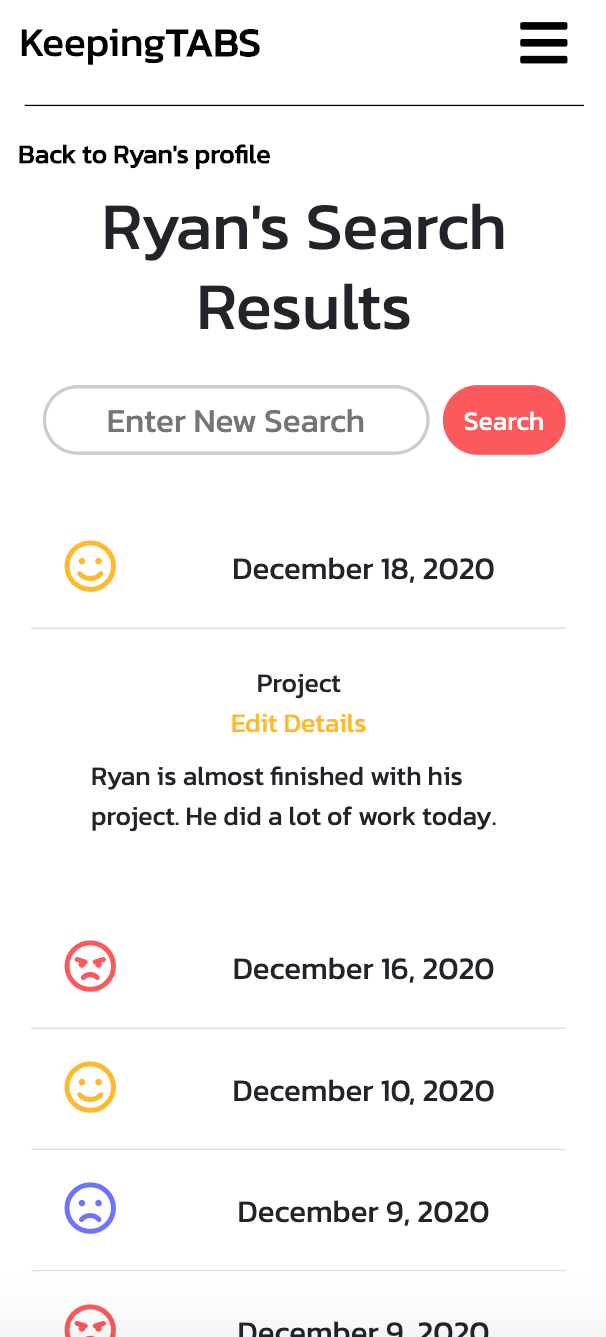 KeepingTABS
Back to Ryan's profile
Ryan's Search
Results
Enter New Search
Search
December 18, 2020
Project
Edit Details
Ryan is almost finished with his
project. He did a lot of work today.
December 16, 2020
December 10, 2020
December 9, 2020
December 9, 2020